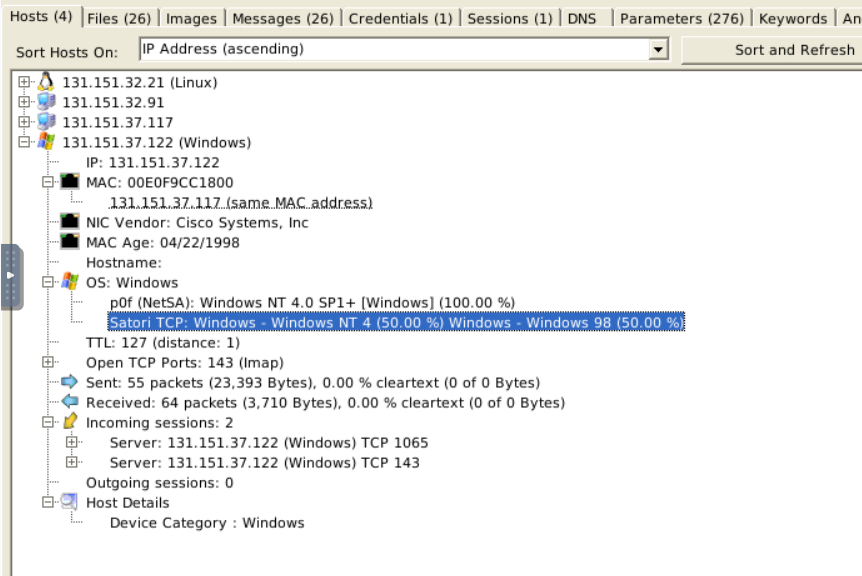 Hosts (4) Files (26) Images Messages (26) Credentials (1) Sessions (1) DNS Parameters (276) Keywords An
Sort Hosts On: IP Address (ascending) Sort and Refresh
131.151.32.21 (Linux)
131.151.32.91
131.151.37.117
131.151.37.122 (Windows)
IP: 131.151.37.122
MAC: 00E0F9CC1800
131.151.37.117 (same MAC address)
NIC Vendor: Cisco Systems, Inc
MAC Age: 04/22/1998
Hostname:
OS: Windows
p0f (NetSA): Windows NT 4.0 SP1+ [Windows] (100.00 %)
Satori TCP: Windows - Windows NT 4 (50.00 %) Windows - Windows 98 (50.00 %)
TTL: 127 (distance: 1)
Open TCP Ports: 143 (Imap)
Sent: 55 packets (23,393 Bytes), 0.00 % cleartext (0 of 0 Bytes)
Received: 64 packets (3,710 Bytes), 0.00 % cleartext (0 of 0 Bytes)
Incoming sessions: 2
Server: 131.151.37.122 (Windows) TCP 1065
Server: 131.151.37.122 (Windows) TCP 143
Outgoing sessions: 0
Host Details
Device Category : Windows